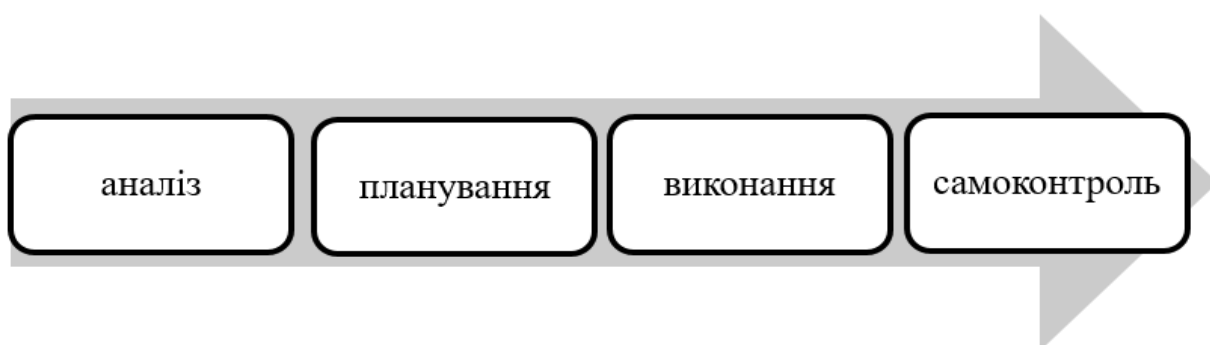 аналіз
планування
виконання
самоконтроль